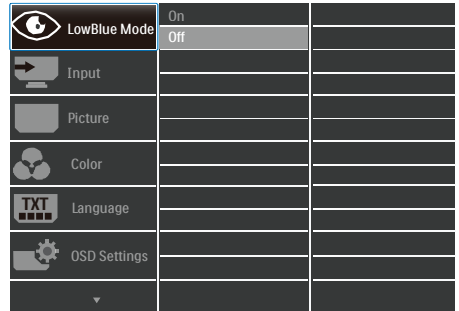 LowBlue Mode
On
Off
Input
Picture
Color
TXT
Language
OSD Settings